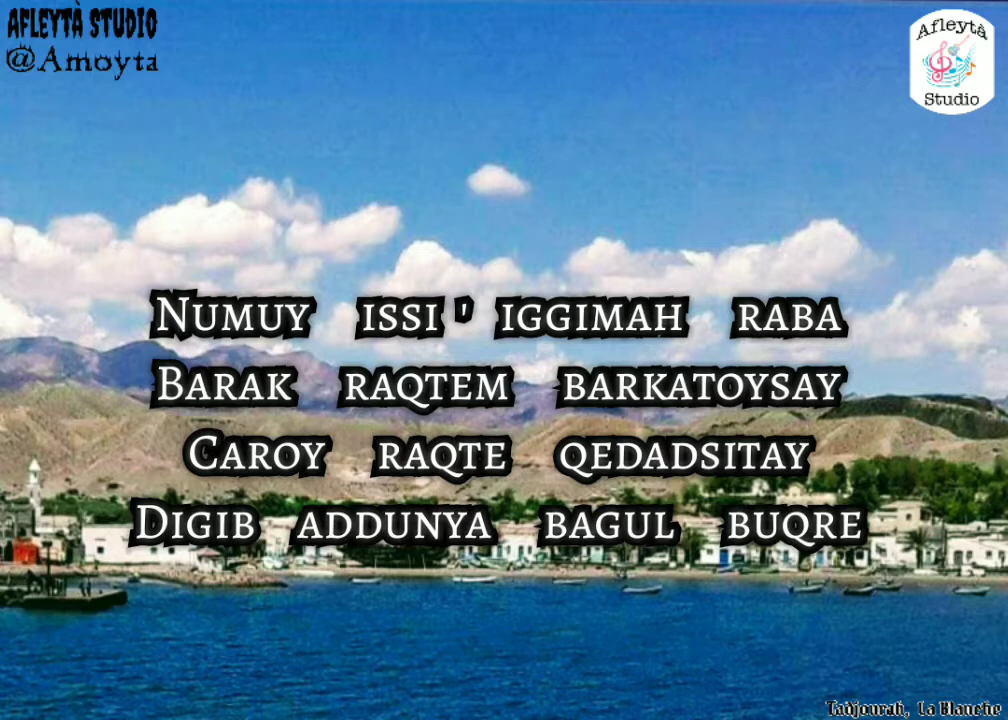 AFLEYTÀ STUDIO
@Amoyta
Afleytà
Studio
Numuy issi ' iggimah raba
Barak raqtem barkatoysay
Caroy raqte qedadsitay
Digib addunya bagul buqre
Tadjourah, La Blanche